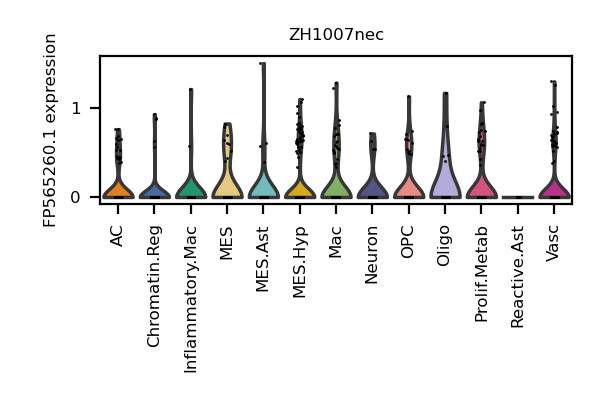 ZH1007nec
FP565260.1 expression
1
0
AC
Chromatin.Reg
Inflammatory.Mac
MES
MES.Ast
MES.Hyp
Mac
Neuron
OPC
Oligo
Prolif.Metab
Reactive.Ast
Vasc